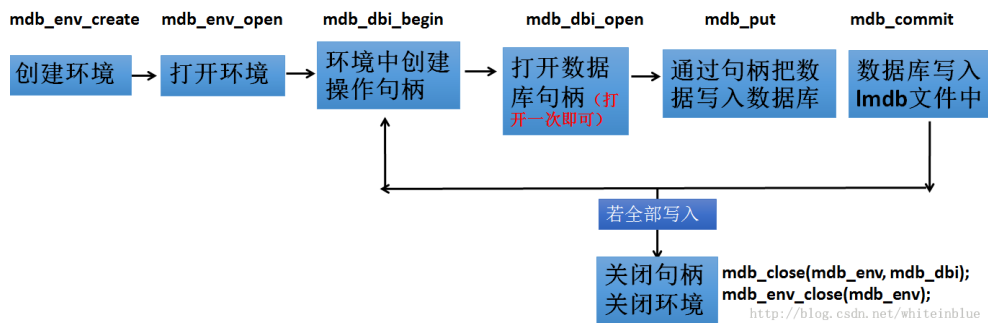 mdb_env_create
mdb_env_open
mdb_dbi_begin
mdb_dbi_open
mdb_put
mdb_commit
创建环境
打开环境
环境中创建
操作句柄
打开数据
库句柄（打
开一次即可）
通过句柄把数
据写入数据库
数据库写入
lmdb文件中
若全部写入
关闭句柄
关闭环境
mdb_close(mdb_env, mdb_dbi);
mdb_env_close(mdb_env);
http://blog.csdn.net/whiteinblue